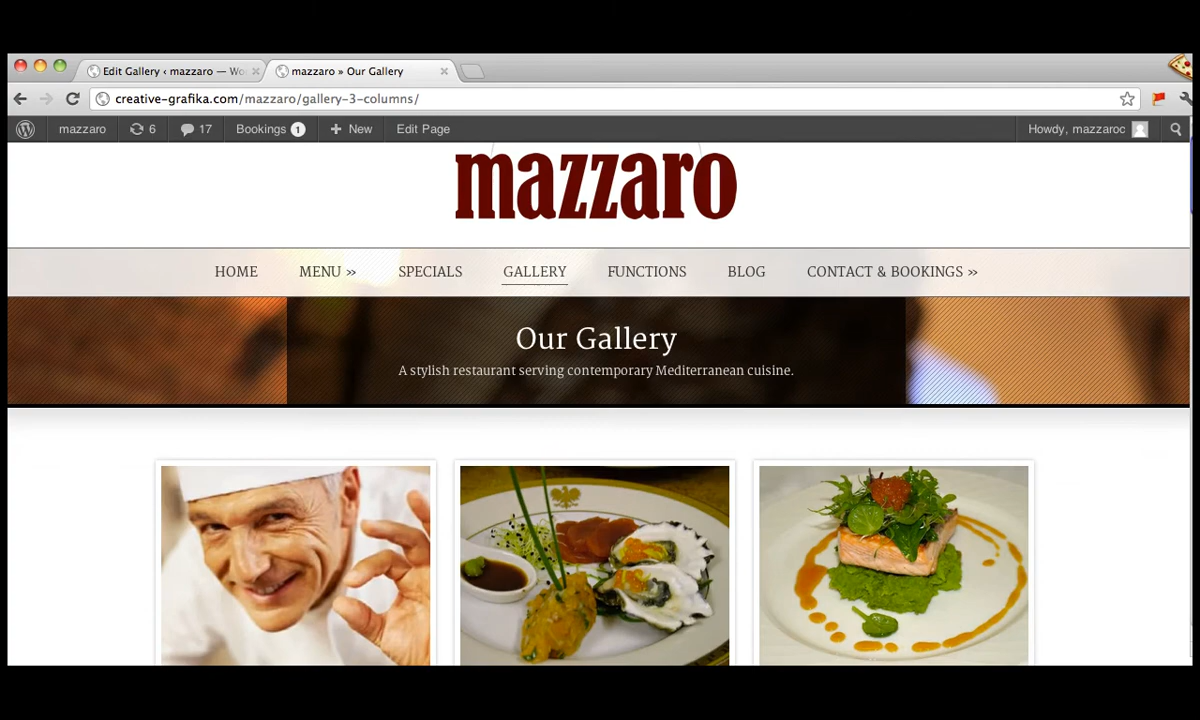 Edit Gallery ‹ mazzaro — Wo
mazzaro » Our Gallery
creative-grafika.com/mazzaro/gallery-3-columns/
mazzaro 6 17 Bookings 1 + New Edit Page Howdy, mazzaroc
mazzaro
HOME MENU » SPECIALS GALLERY FUNCTIONS BLOG CONTACT & BOOKINGS »
Our Gallery
A stylish restaurant serving contemporary Mediterranean cuisine.